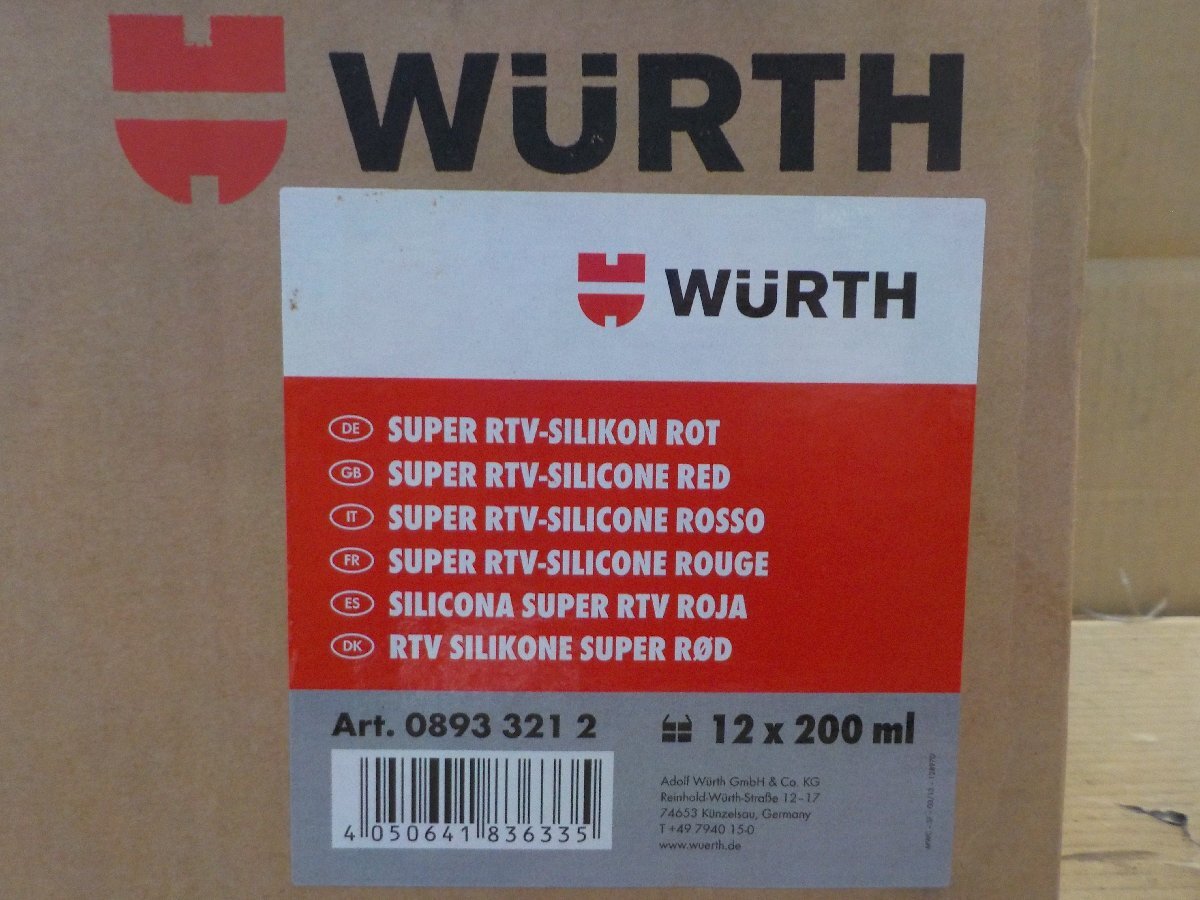 WÜRTH
WÜRTH
DE SUPER RTV-SILIKON ROT
GB SUPER RTV-SILICONE RED
IT SUPER RTV-SILICONE ROSSO
FR SUPER RTV-SILICONE ROUGE
ES SILICONA SUPER RTV ROJA
DK RTV SILIKONE SUPER RØD
Art. 0893 321 2
12 x 200 ml
4 050641 836335
Adolf Würth GmbH & Co. KG
Reinhold-Würth-Straße 12–17
74653 Künzelsau, Germany
T +49 7940 15-0
www.wuerth.de